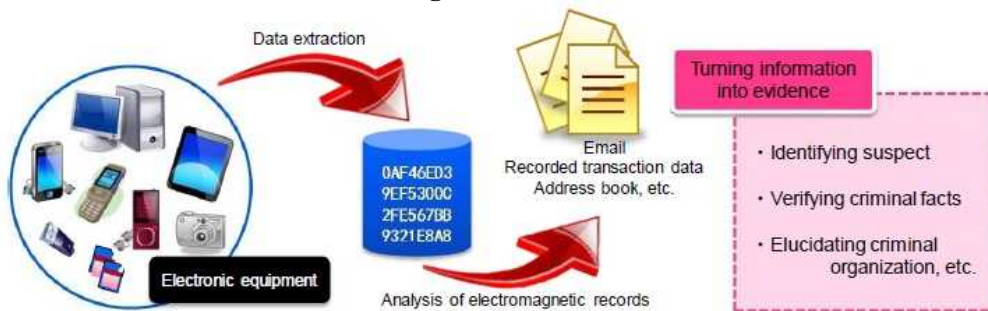 Data extraction
Electronic equipment
0AF46ED3
9EF5300C
2FE567BB
9321E8A8
Analysis of electromagnetic records
Email
Recorded transaction data
Address book, etc.
Turning information
into evidence
・Identifying suspect
・Verifying criminal facts
・Elucidating criminal
organization, etc.